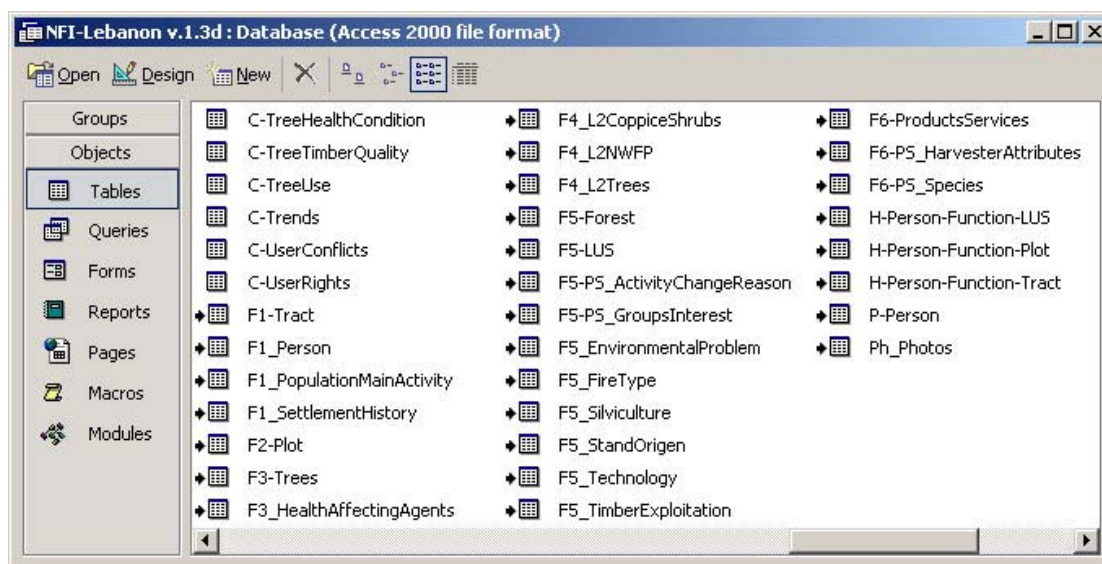 NFI-Lebanon v.1.3d : Database (Access 2000 file format)
Open Design New
Groups
Objects
Tables
Queries
Forms
Reports
Pages
Macros
Modules
C-TreeHealthCondition
C-TreeTimberQuality
C-TreeUse
C-Trends
C-UserConflicts
C-UserRights
F1-Tract
F1_Person
F1_PopulationMainActivity
F1_SettlementHistory
F2-Plot
F3-Trees
F3_HealthAffectingAgents
F4_L2CoppiceShrubs
F4_L2NWFP
F4_L2Trees
F5-Forest
F5-LUS
F5-PS_ActivityChangeReason
F5-PS_GroupsInterest
F5_EnvironmentalProblem
F5_FireType
F5_Silviculture
F5_StandOrigen
F5_Technology
F5_TimberExploitation
F6-ProductsServices
F6-PS_HarvesterAttributes
F6-PS_Species
H-Person-Function-LUS
H-Person-Function-Plot
H-Person-Function-Tract
P-Person
Ph_Photos